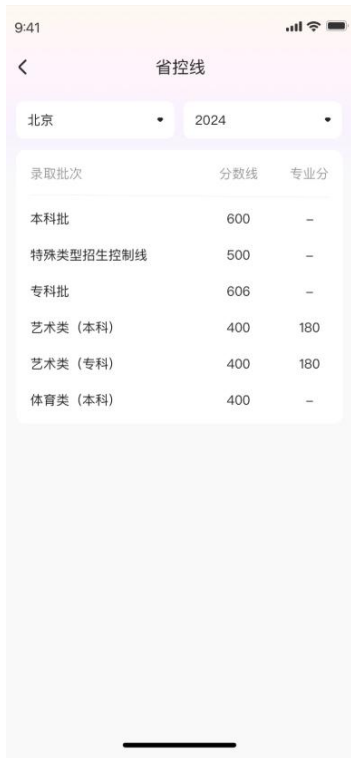 9:41
省控线
北京 2024
录取批次 分数线 专业分
本科批 600 –
特殊类型招生控制线 500 –
专科批 606 –
艺术类（本科） 400 180
艺术类（专科） 400 180
体育类（本科） 400 –